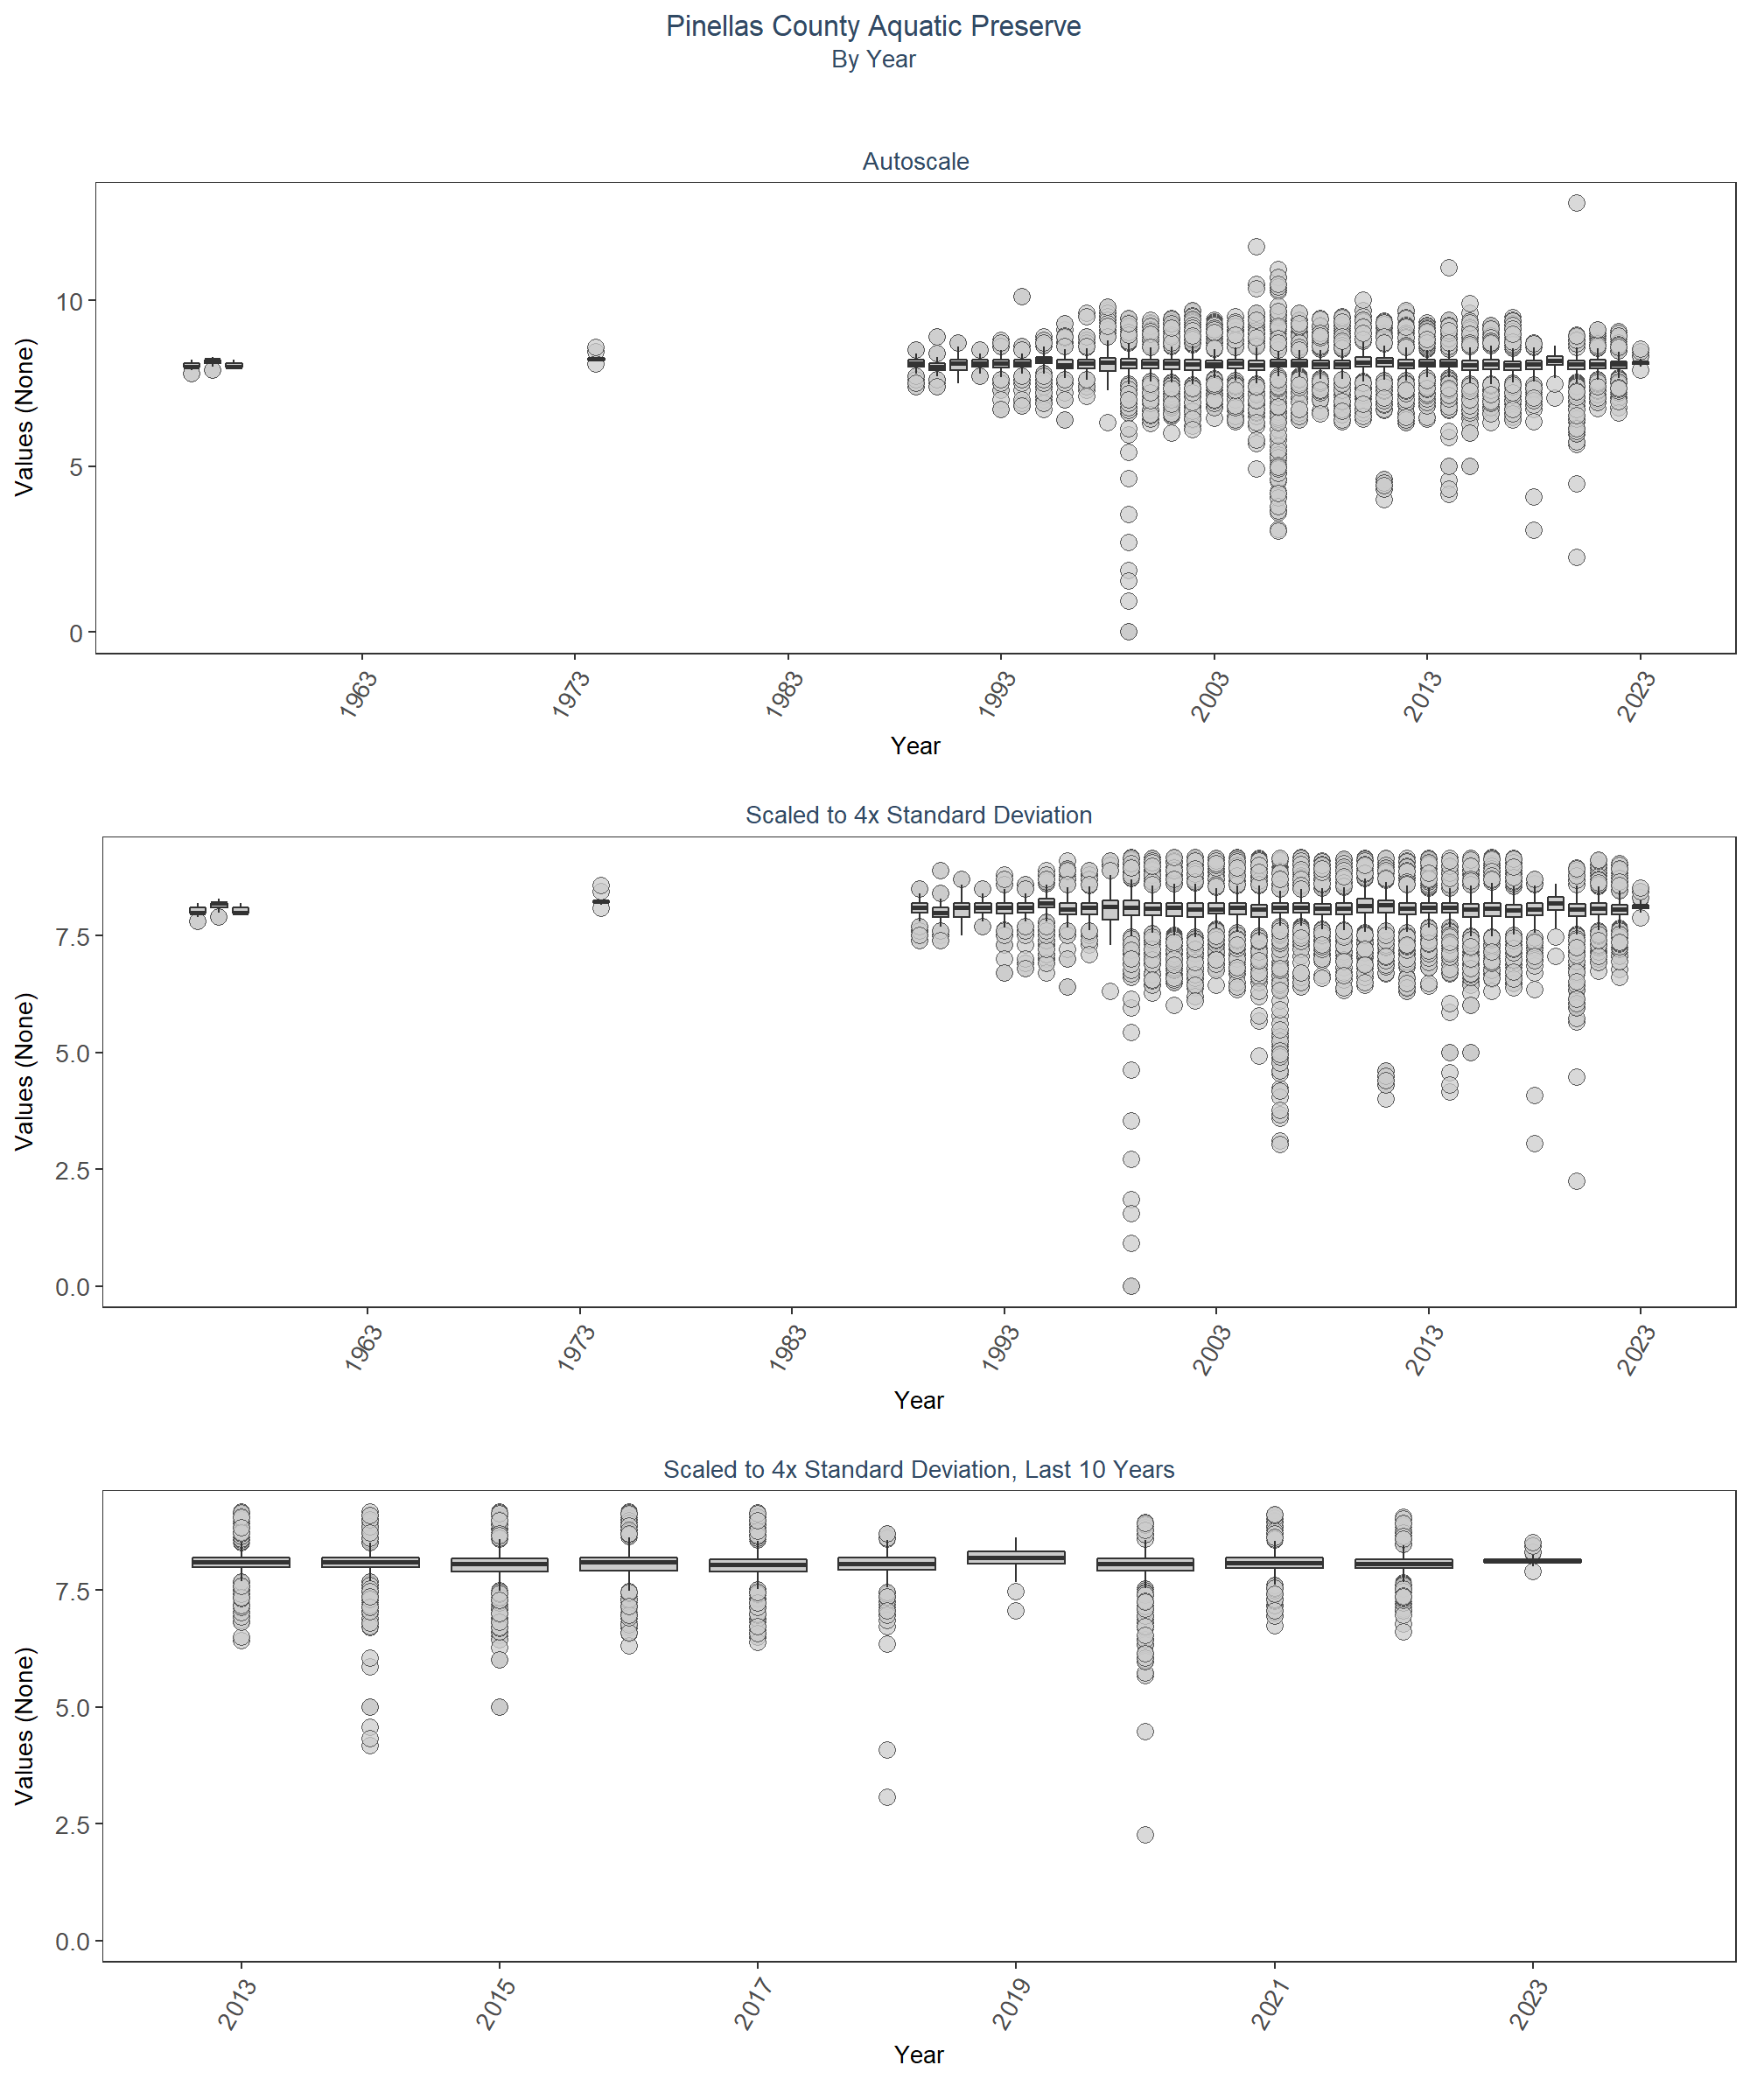 Pinellas County Aquatic Preserve
By Year
Autoscale
Values (None)
10
5
0
1963
1973
1983
1993
2003
2013
2023
Year
Scaled to 4x Standard Deviation
Values (None)
7.5
5.0
2.5
0.0
1963
1973
1983
1993
2003
2013
2023
Year
Scaled to 4x Standard Deviation, Last 10 Years
Values (None)
7.5
5.0
2.5
0.0
2013
2015
2017
2019
2021
2023
Year